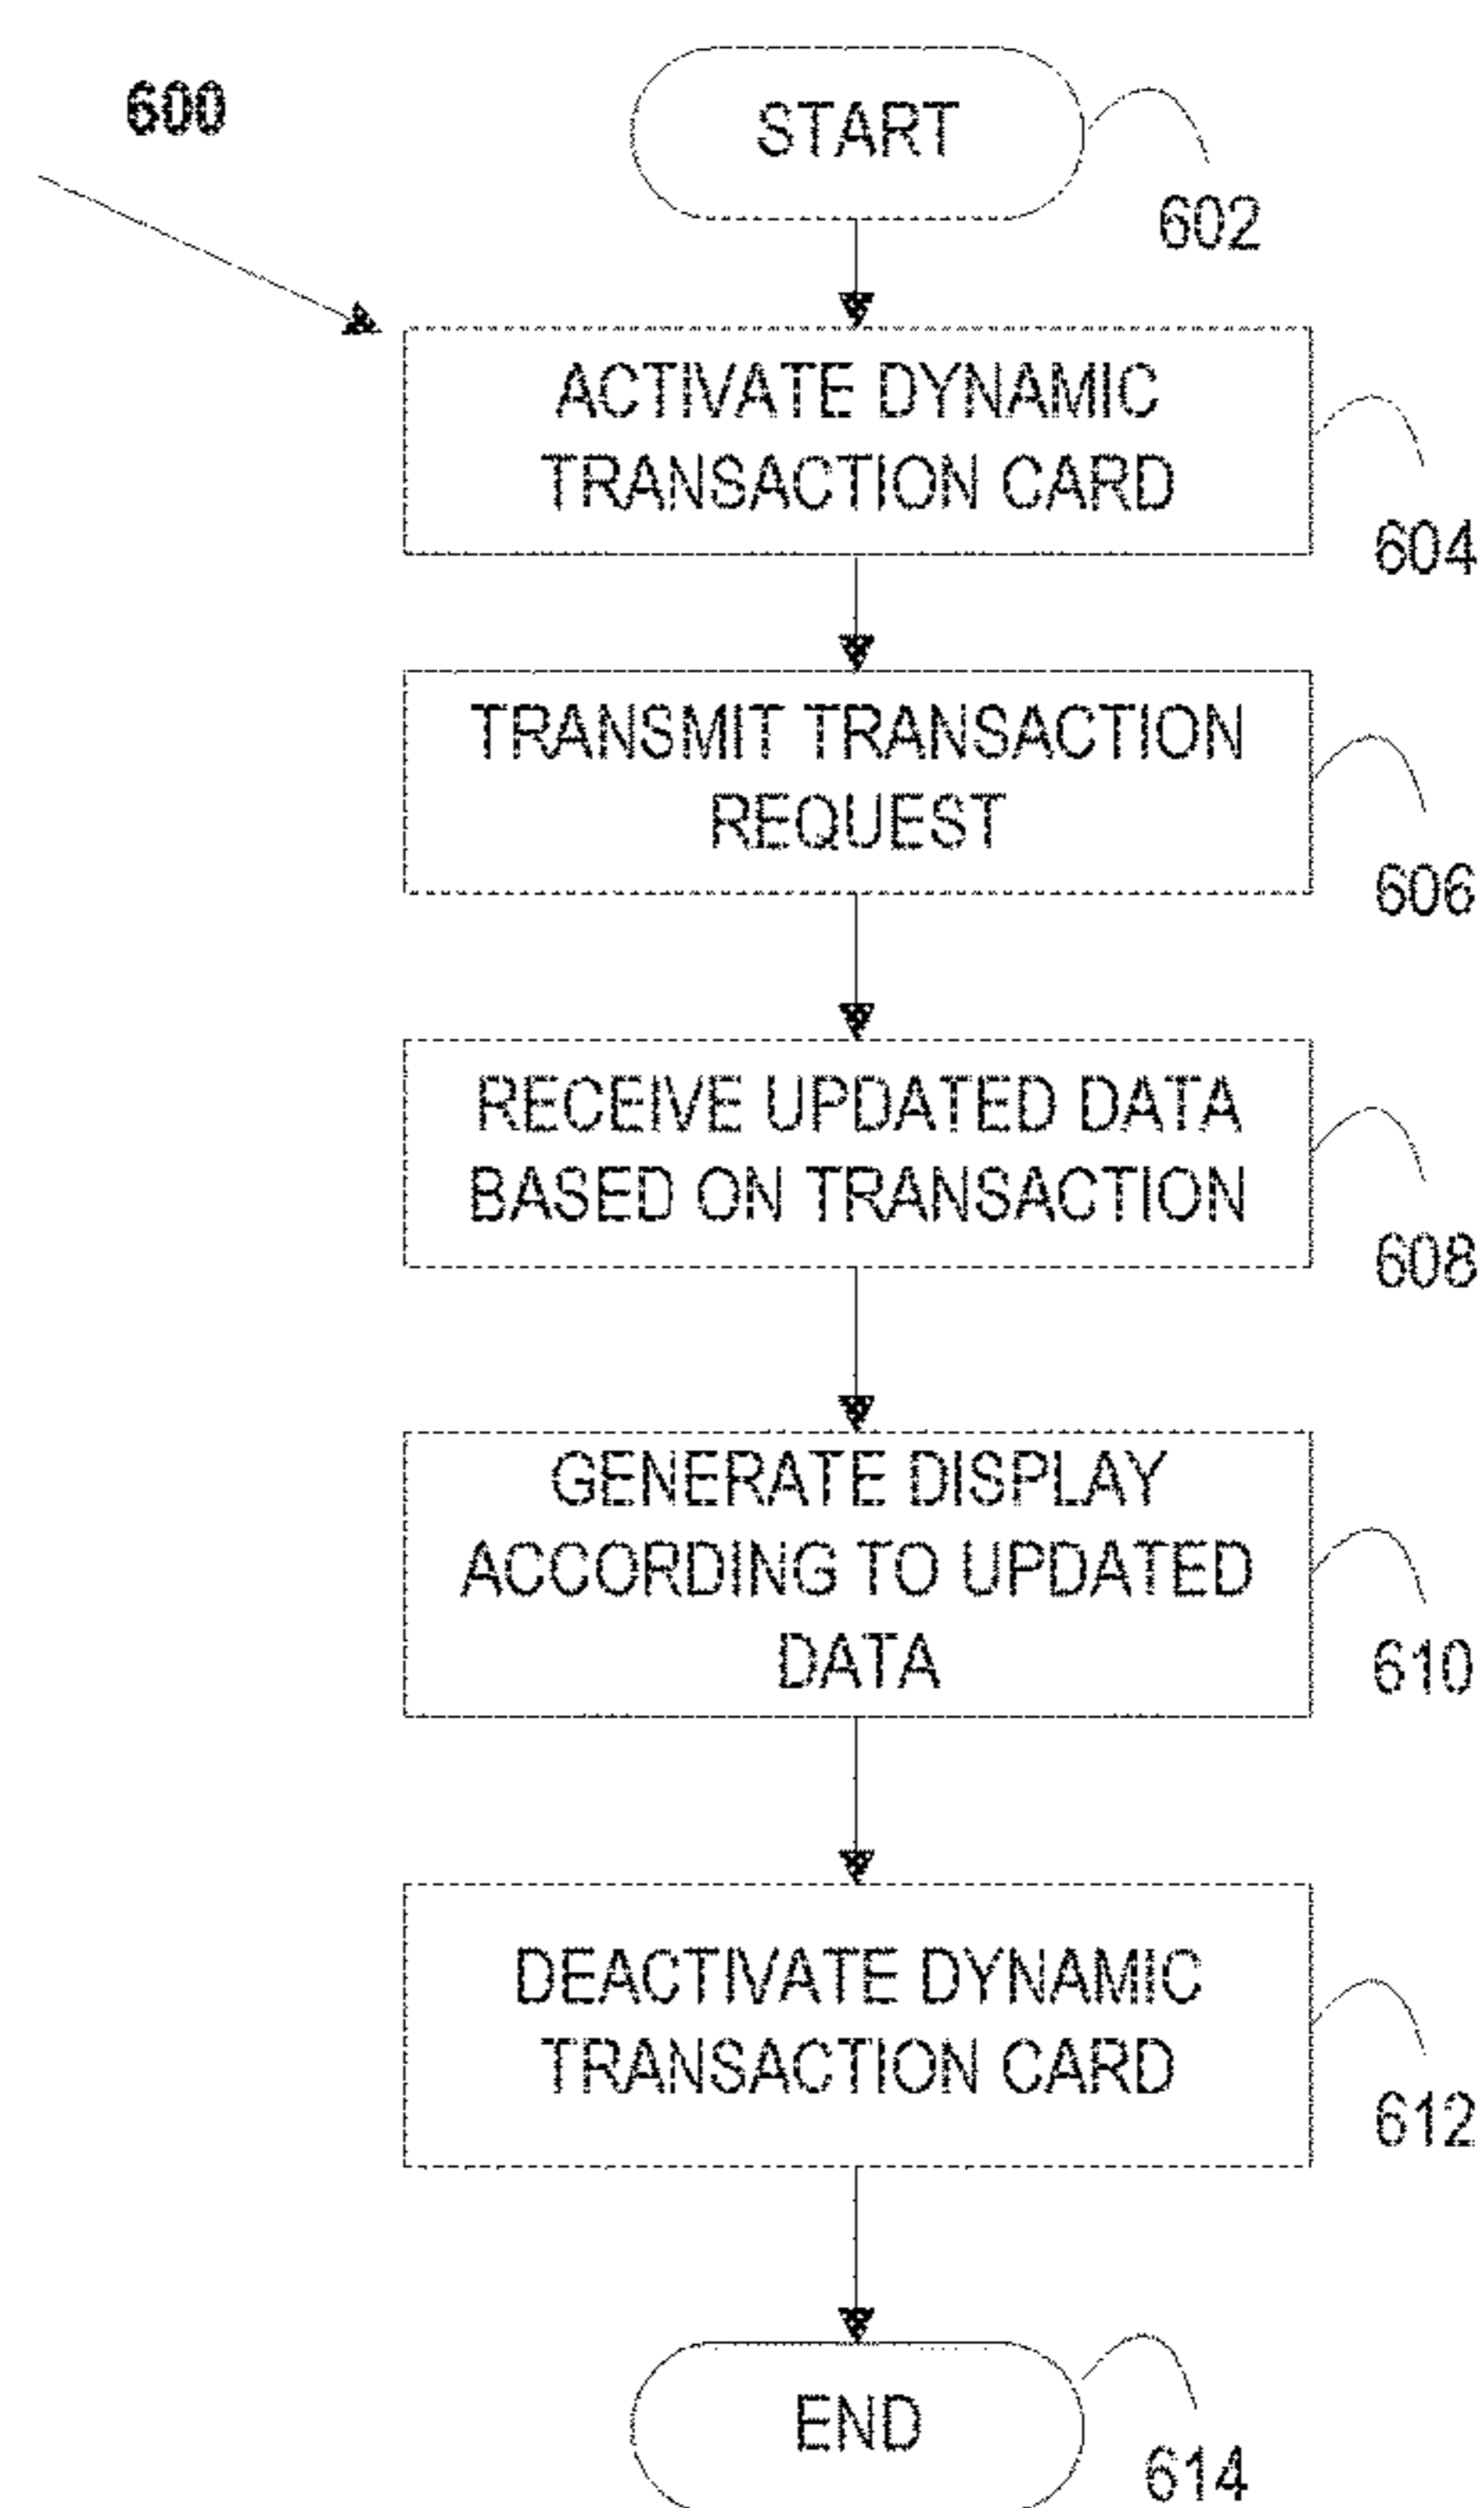 600
START
602
ACTIVATE DYNAMIC
TRANSACTION CARD
604
TRANSMIT TRANSACTION
REQUEST
606
RECEIVE UPDATED DATA
BASED ON TRANSACTION
608
GENERATE DISPLAY
ACCORDING TO UPDATED
DATA
610
DEACTIVATE DYNAMIC
TRANSACTION CARD
612
END
614